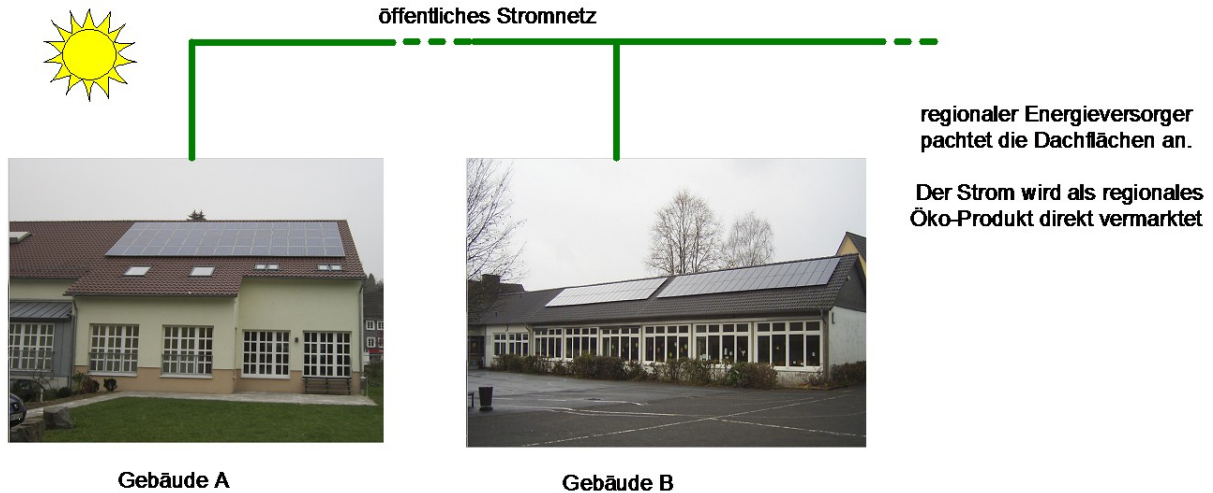 öffentliches Stromnetz
regionaler Energieversorger
pachtet die Dachflächen an.
Der Strom wird als regionales
Öko-Produkt direkt vermarktet
Gebäude A
Gebäude B